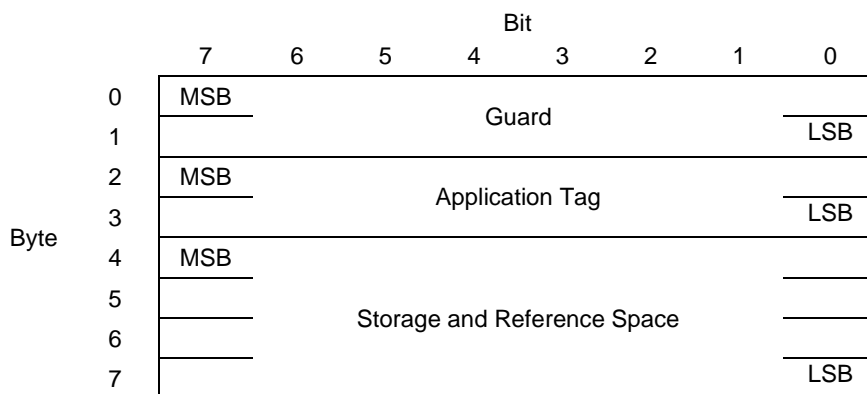 Bit
7 6 5 4 3 2 1 0
0 MSB
Guard
1 LSB
2 MSB
Application Tag
3 LSB
Byte
4 MSB
5
Storage and Reference Space
6
7 LSB